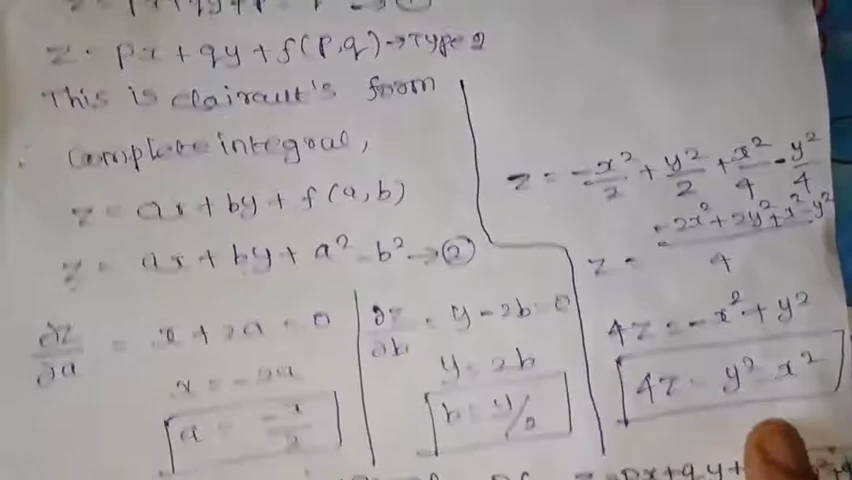 z = px + qy + f(p,q) → Type 2
This is clairaut's from
complete integral,
z = ax + by + f(a,b)
z = ax + by + a² - b² → ②
∂z/∂a = x + 2a = 0
x = -2a
a = -x/2
∂z/∂b = y - 2b = 0
y = 2b
b = y/2
z = -x²/2 + y²/2 + x²/4 - y²/4
z = -2x² + 2y² + x² - y² / 4
4z = -x² + y²
4z = y² - x²